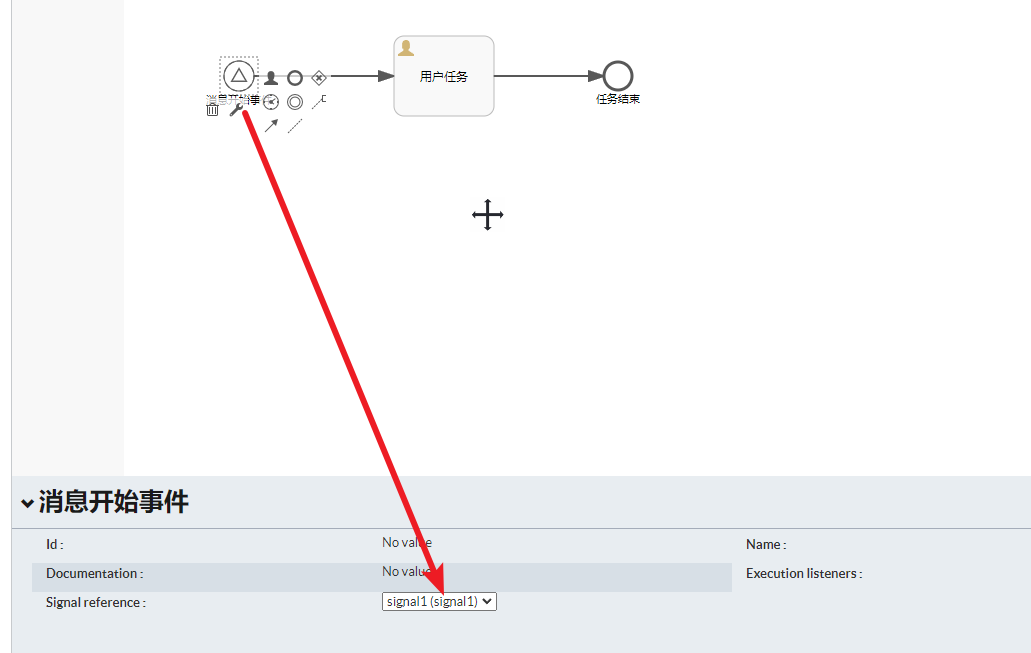 用户任务
消息开始事件
任务结束
消息开始事件
Id :
No value
Name :
Documentation :
No value
Execution listeners :
Signal reference :
signal1 (signal1)